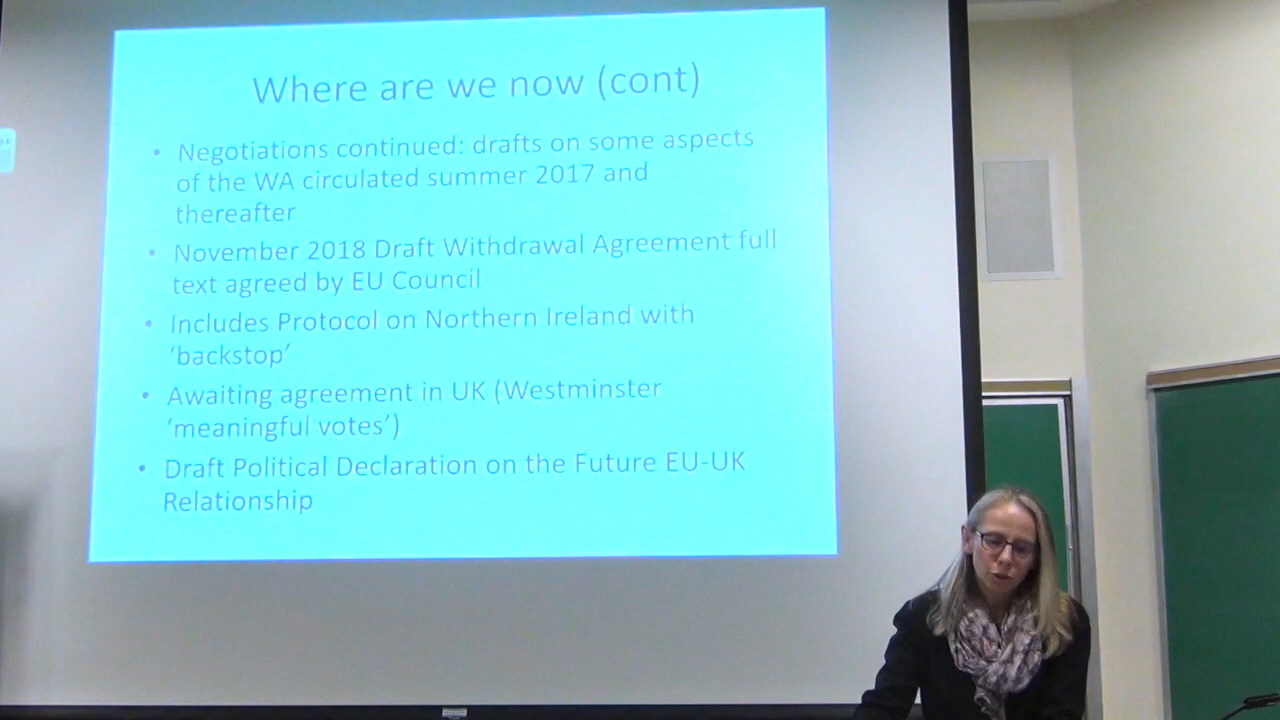 Where are we now (cont)
• Negotiations continued: drafts on some aspects
of the WA circulated summer 2017 and
thereafter
• November 2018 Draft Withdrawal Agreement full
text agreed by EU Council
• Includes Protocol on Northern Ireland with
‘backstop’
• Awaiting agreement in UK (Westminster
‘meaningful votes’)
• Draft Political Declaration on the Future EU-UK
Relationship